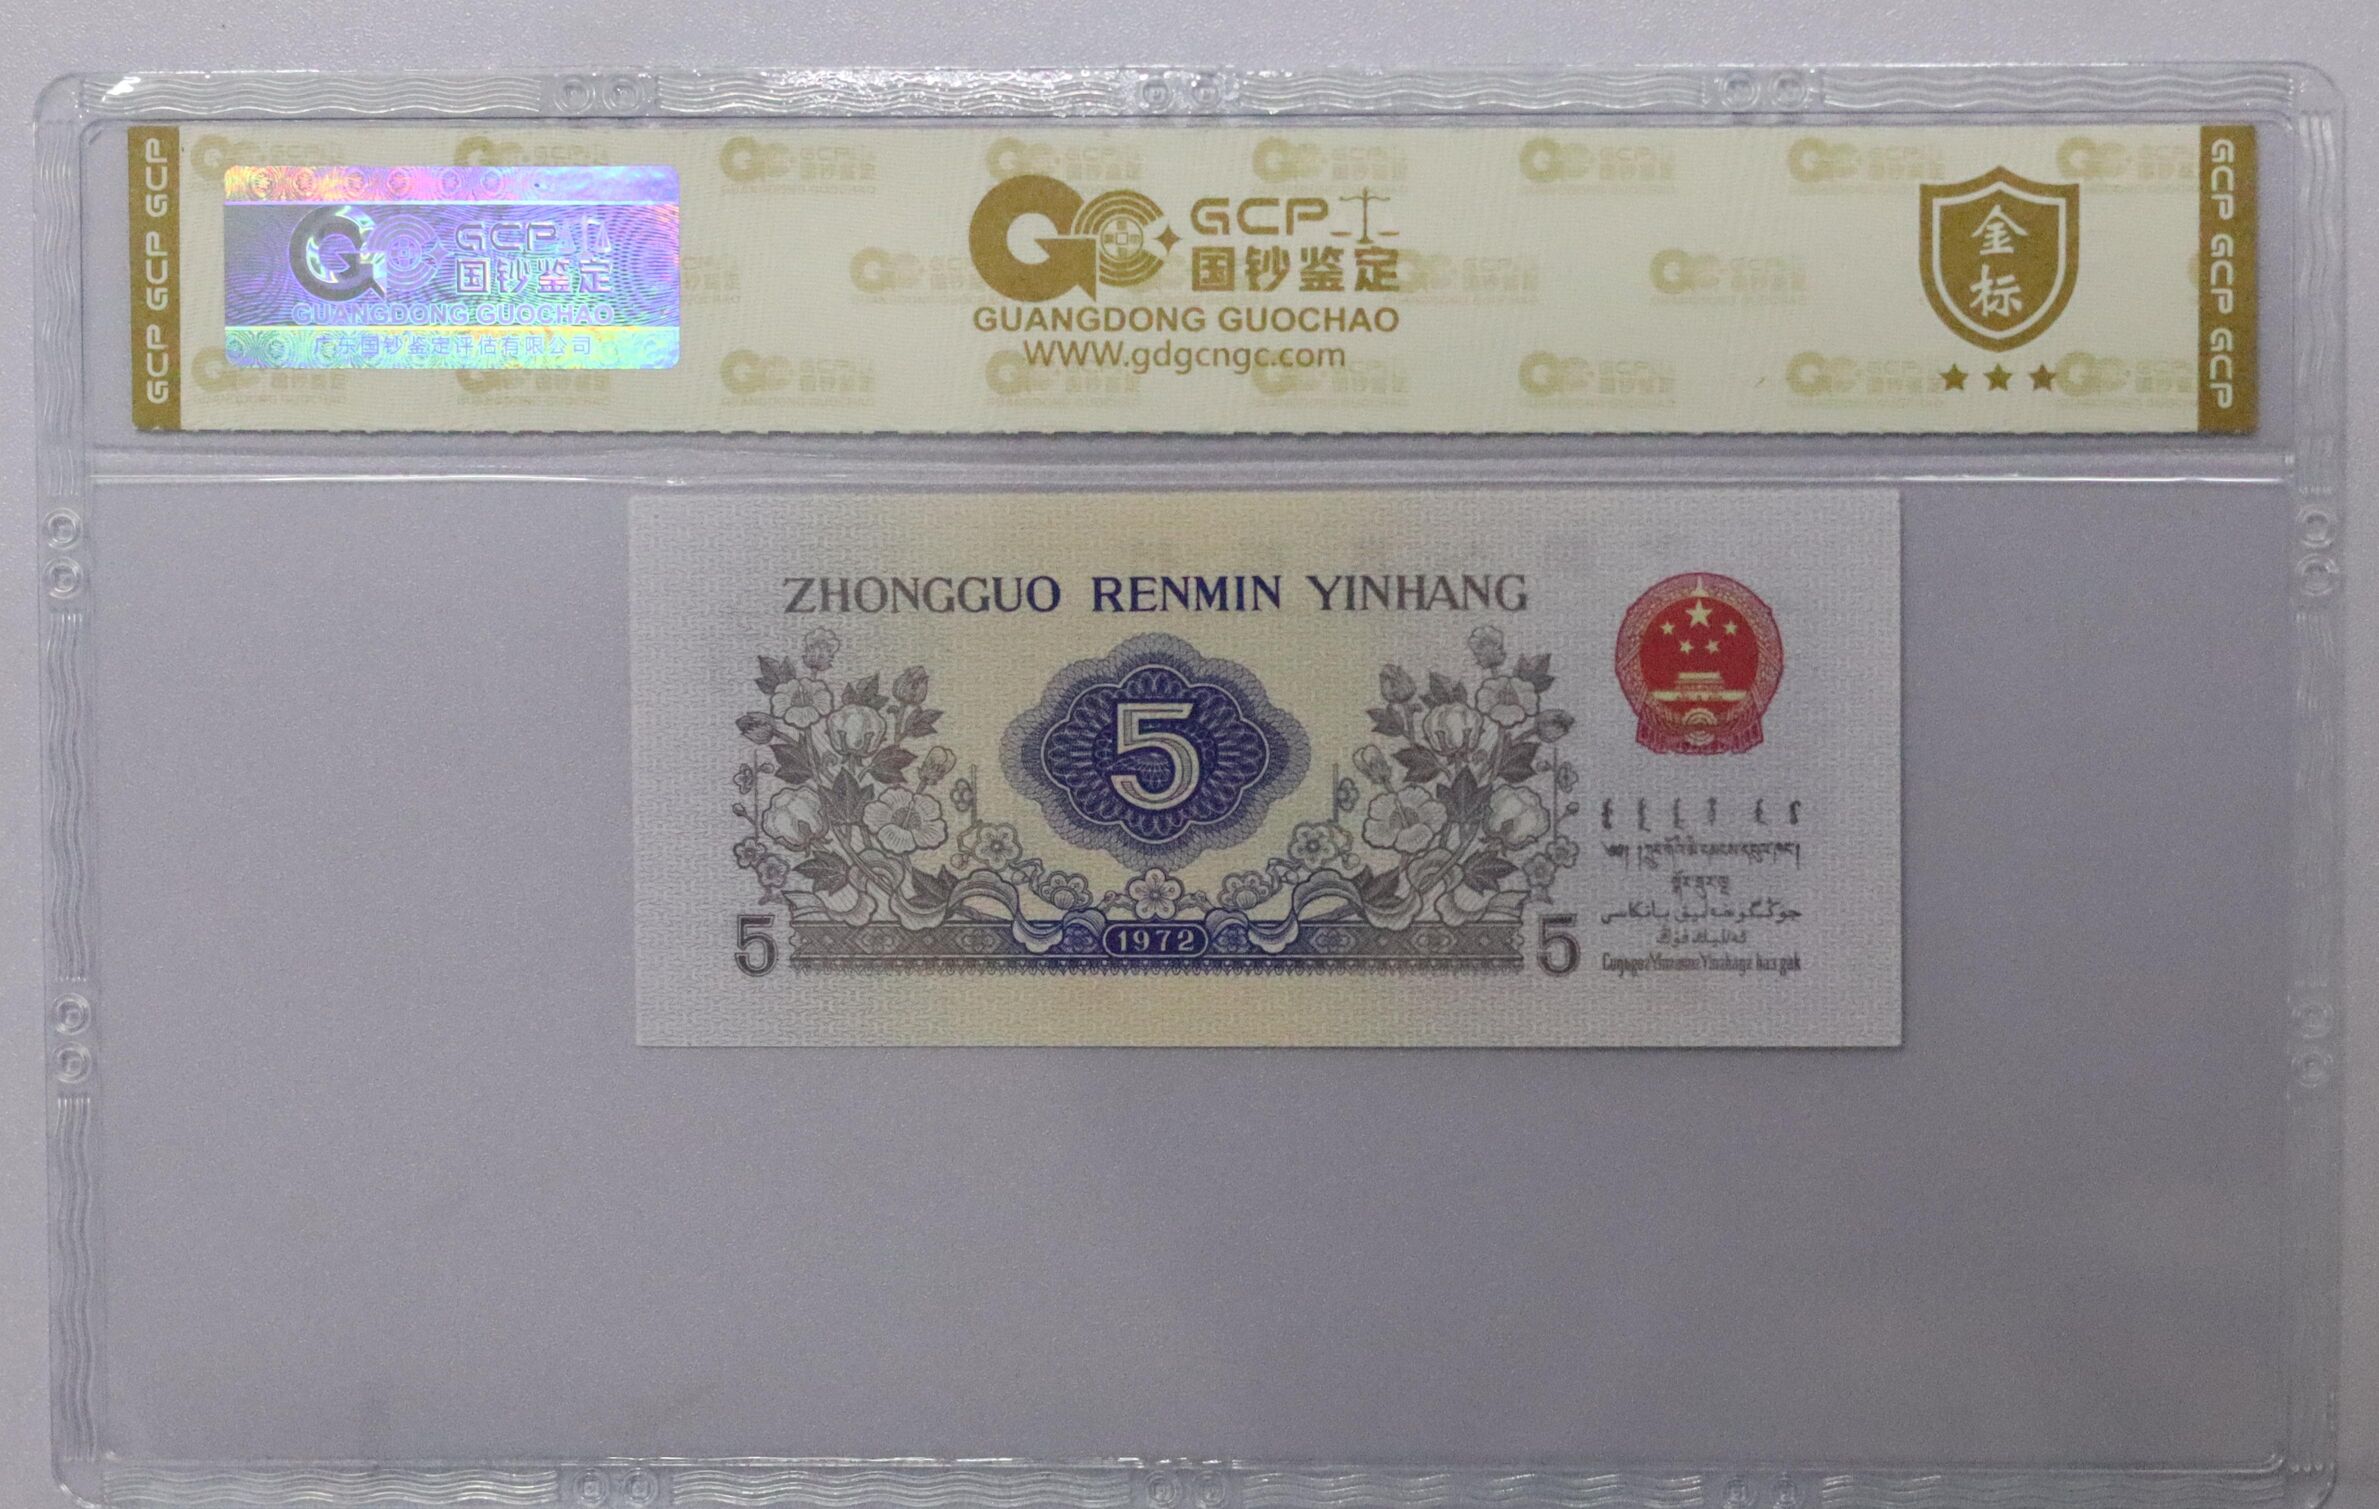 GCP GCP GCP
GCP
国钞鉴定
GUANGDONG GUOCHAO
广东国钞鉴定评估有限公司
GCP
国钞鉴定
GUANGDONG GUOCHAO
WWW.gdgcngc.com
金
标
GCP GCP GCP
ZHONGGUO RENMIN YINHANG
5
5
1972
5